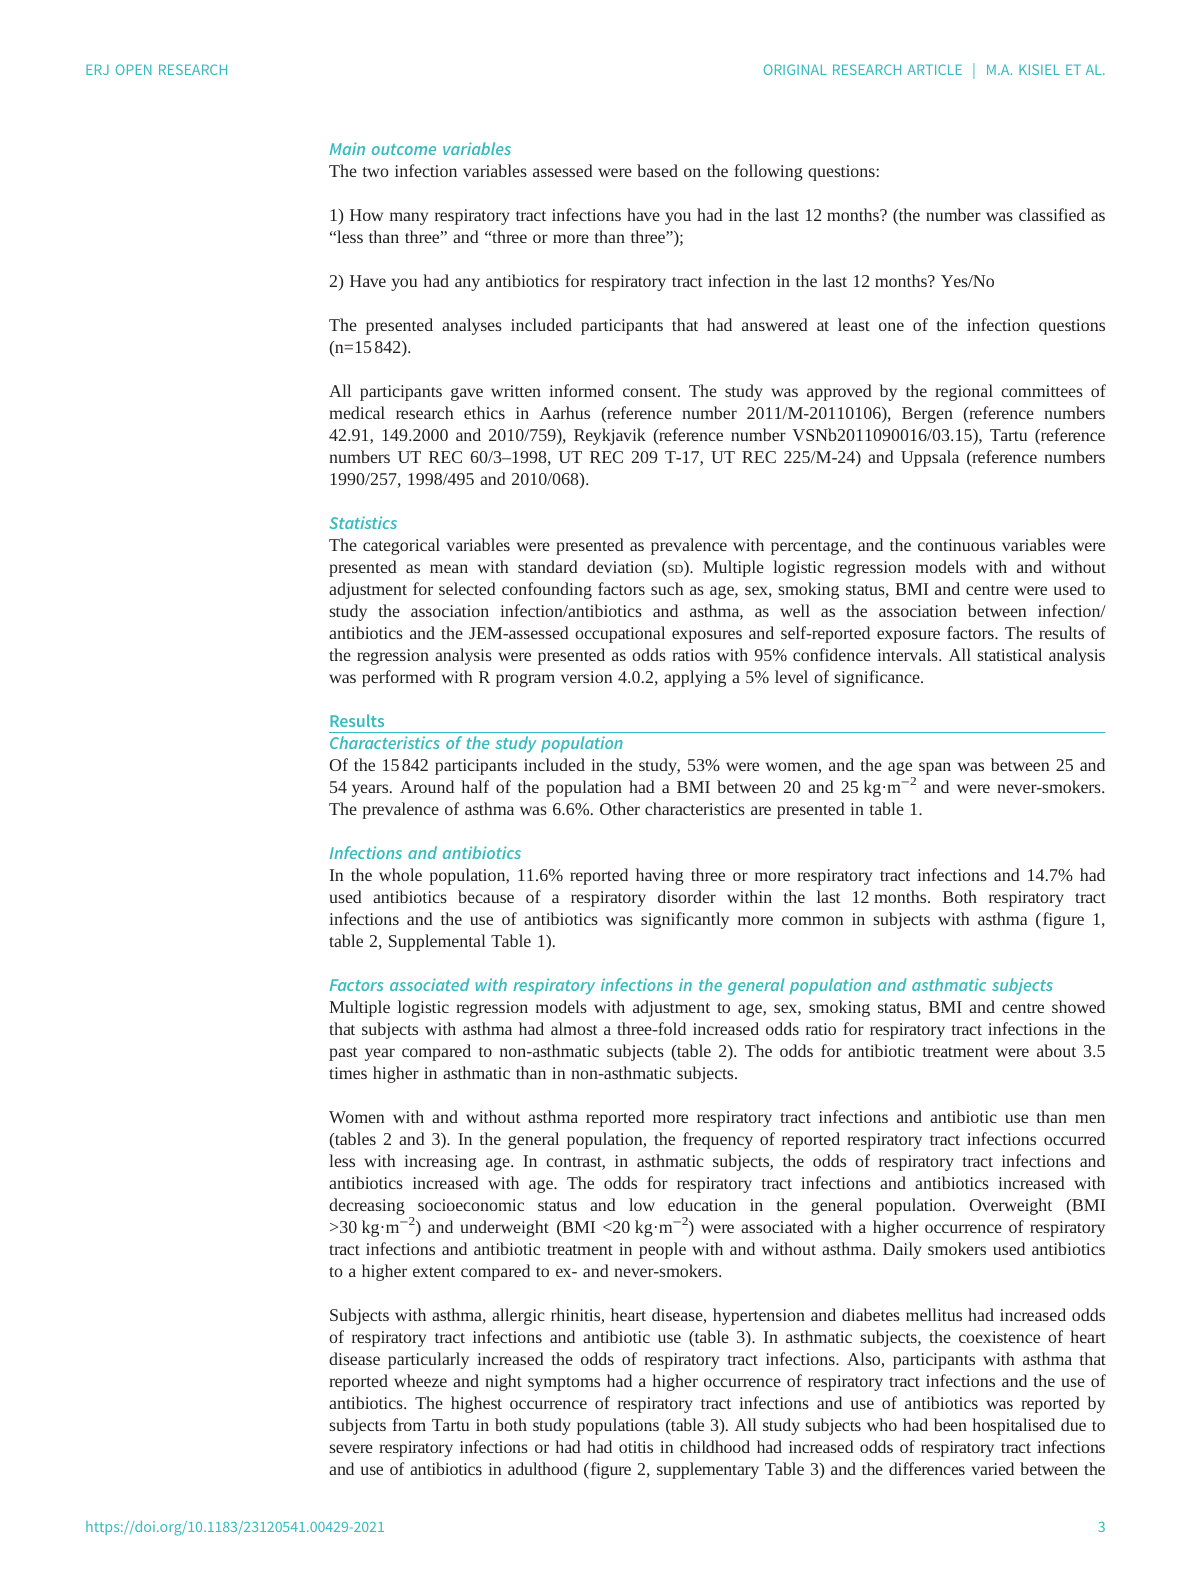 ERJ OPEN RESEARCH
ORIGINAL RESEARCH ARTICLE | M.A. KISIEL ET AL.
Main outcome variables
The two infection variables assessed were based on the following questions:
1) How many respiratory tract infections have you had in the last 12 months? (the number was classified as
“less than three” and “three or more than three”);
2) Have you had any antibiotics for respiratory tract infection in the last 12 months? Yes/No
The presented analyses included participants that had answered at least one of the infection questions
(n=15 842).
All participants gave written informed consent. The study was approved by the regional committees of
medical research ethics in Aarhus (reference number 2011/M-20110106), Bergen (reference numbers
42.91, 149.2000 and 2010/759), Reykjavik (reference number VSNb2011090016/03.15), Tartu (reference
numbers UT REC 60/3–1998, UT REC 209 T-17, UT REC 225/M-24) and Uppsala (reference numbers
1990/257, 1998/495 and 2010/068).
Statistics
The categorical variables were presented as prevalence with percentage, and the continuous variables were
presented as mean with standard deviation (SD). Multiple logistic regression models with and without
adjustment for selected confounding factors such as age, sex, smoking status, BMI and centre were used to
study the association infection/antibiotics and asthma, as well as the association between infection/
antibiotics and the JEM-assessed occupational exposures and self-reported exposure factors. The results of
the regression analysis were presented as odds ratios with 95% confidence intervals. All statistical analysis
was performed with R program version 4.0.2, applying a 5% level of significance.
Results
Characteristics of the study population
Of the 15 842 participants included in the study, 53% were women, and the age span was between 25 and
54 years. Around half of the population had a BMI between 20 and 25 kg·m⁻² and were never-smokers.
The prevalence of asthma was 6.6%. Other characteristics are presented in table 1.
Infections and antibiotics
In the whole population, 11.6% reported having three or more respiratory tract infections and 14.7% had
used antibiotics because of a respiratory disorder within the last 12 months. Both respiratory tract
infections and the use of antibiotics was significantly more common in subjects with asthma (figure 1,
table 2, Supplemental Table 1).
Factors associated with respiratory infections in the general population and asthmatic subjects
Multiple logistic regression models with adjustment to age, sex, smoking status, BMI and centre showed
that subjects with asthma had almost a three-fold increased odds ratio for respiratory tract infections in the
past year compared to non-asthmatic subjects (table 2). The odds for antibiotic treatment were about 3.5
times higher in asthmatic than in non-asthmatic subjects.
Women with and without asthma reported more respiratory tract infections and antibiotic use than men
(tables 2 and 3). In the general population, the frequency of reported respiratory tract infections occurred
less with increasing age. In contrast, in asthmatic subjects, the odds of respiratory tract infections and
antibiotics increased with age. The odds for respiratory tract infections and antibiotics increased with
decreasing socioeconomic status and low education in the general population. Overweight (BMI
>30 kg·m⁻²) and underweight (BMI <20 kg·m⁻²) were associated with a higher occurrence of respiratory
tract infections and antibiotic treatment in people with and without asthma. Daily smokers used antibiotics
to a higher extent compared to ex- and never-smokers.
Subjects with asthma, allergic rhinitis, heart disease, hypertension and diabetes mellitus had increased odds
of respiratory tract infections and antibiotic use (table 3). In asthmatic subjects, the coexistence of heart
disease particularly increased the odds of respiratory tract infections. Also, participants with asthma that
reported wheeze and night symptoms had a higher occurrence of respiratory tract infections and the use of
antibiotics. The highest occurrence of respiratory tract infections and use of antibiotics was reported by
subjects from Tartu in both study populations (table 3). All study subjects who had been hospitalised due to
severe respiratory infections or had had otitis in childhood had increased odds of respiratory tract infections
and use of antibiotics in adulthood (figure 2, supplementary Table 3) and the differences varied between the
https://doi.org/10.1183/23120541.00429-2021
3